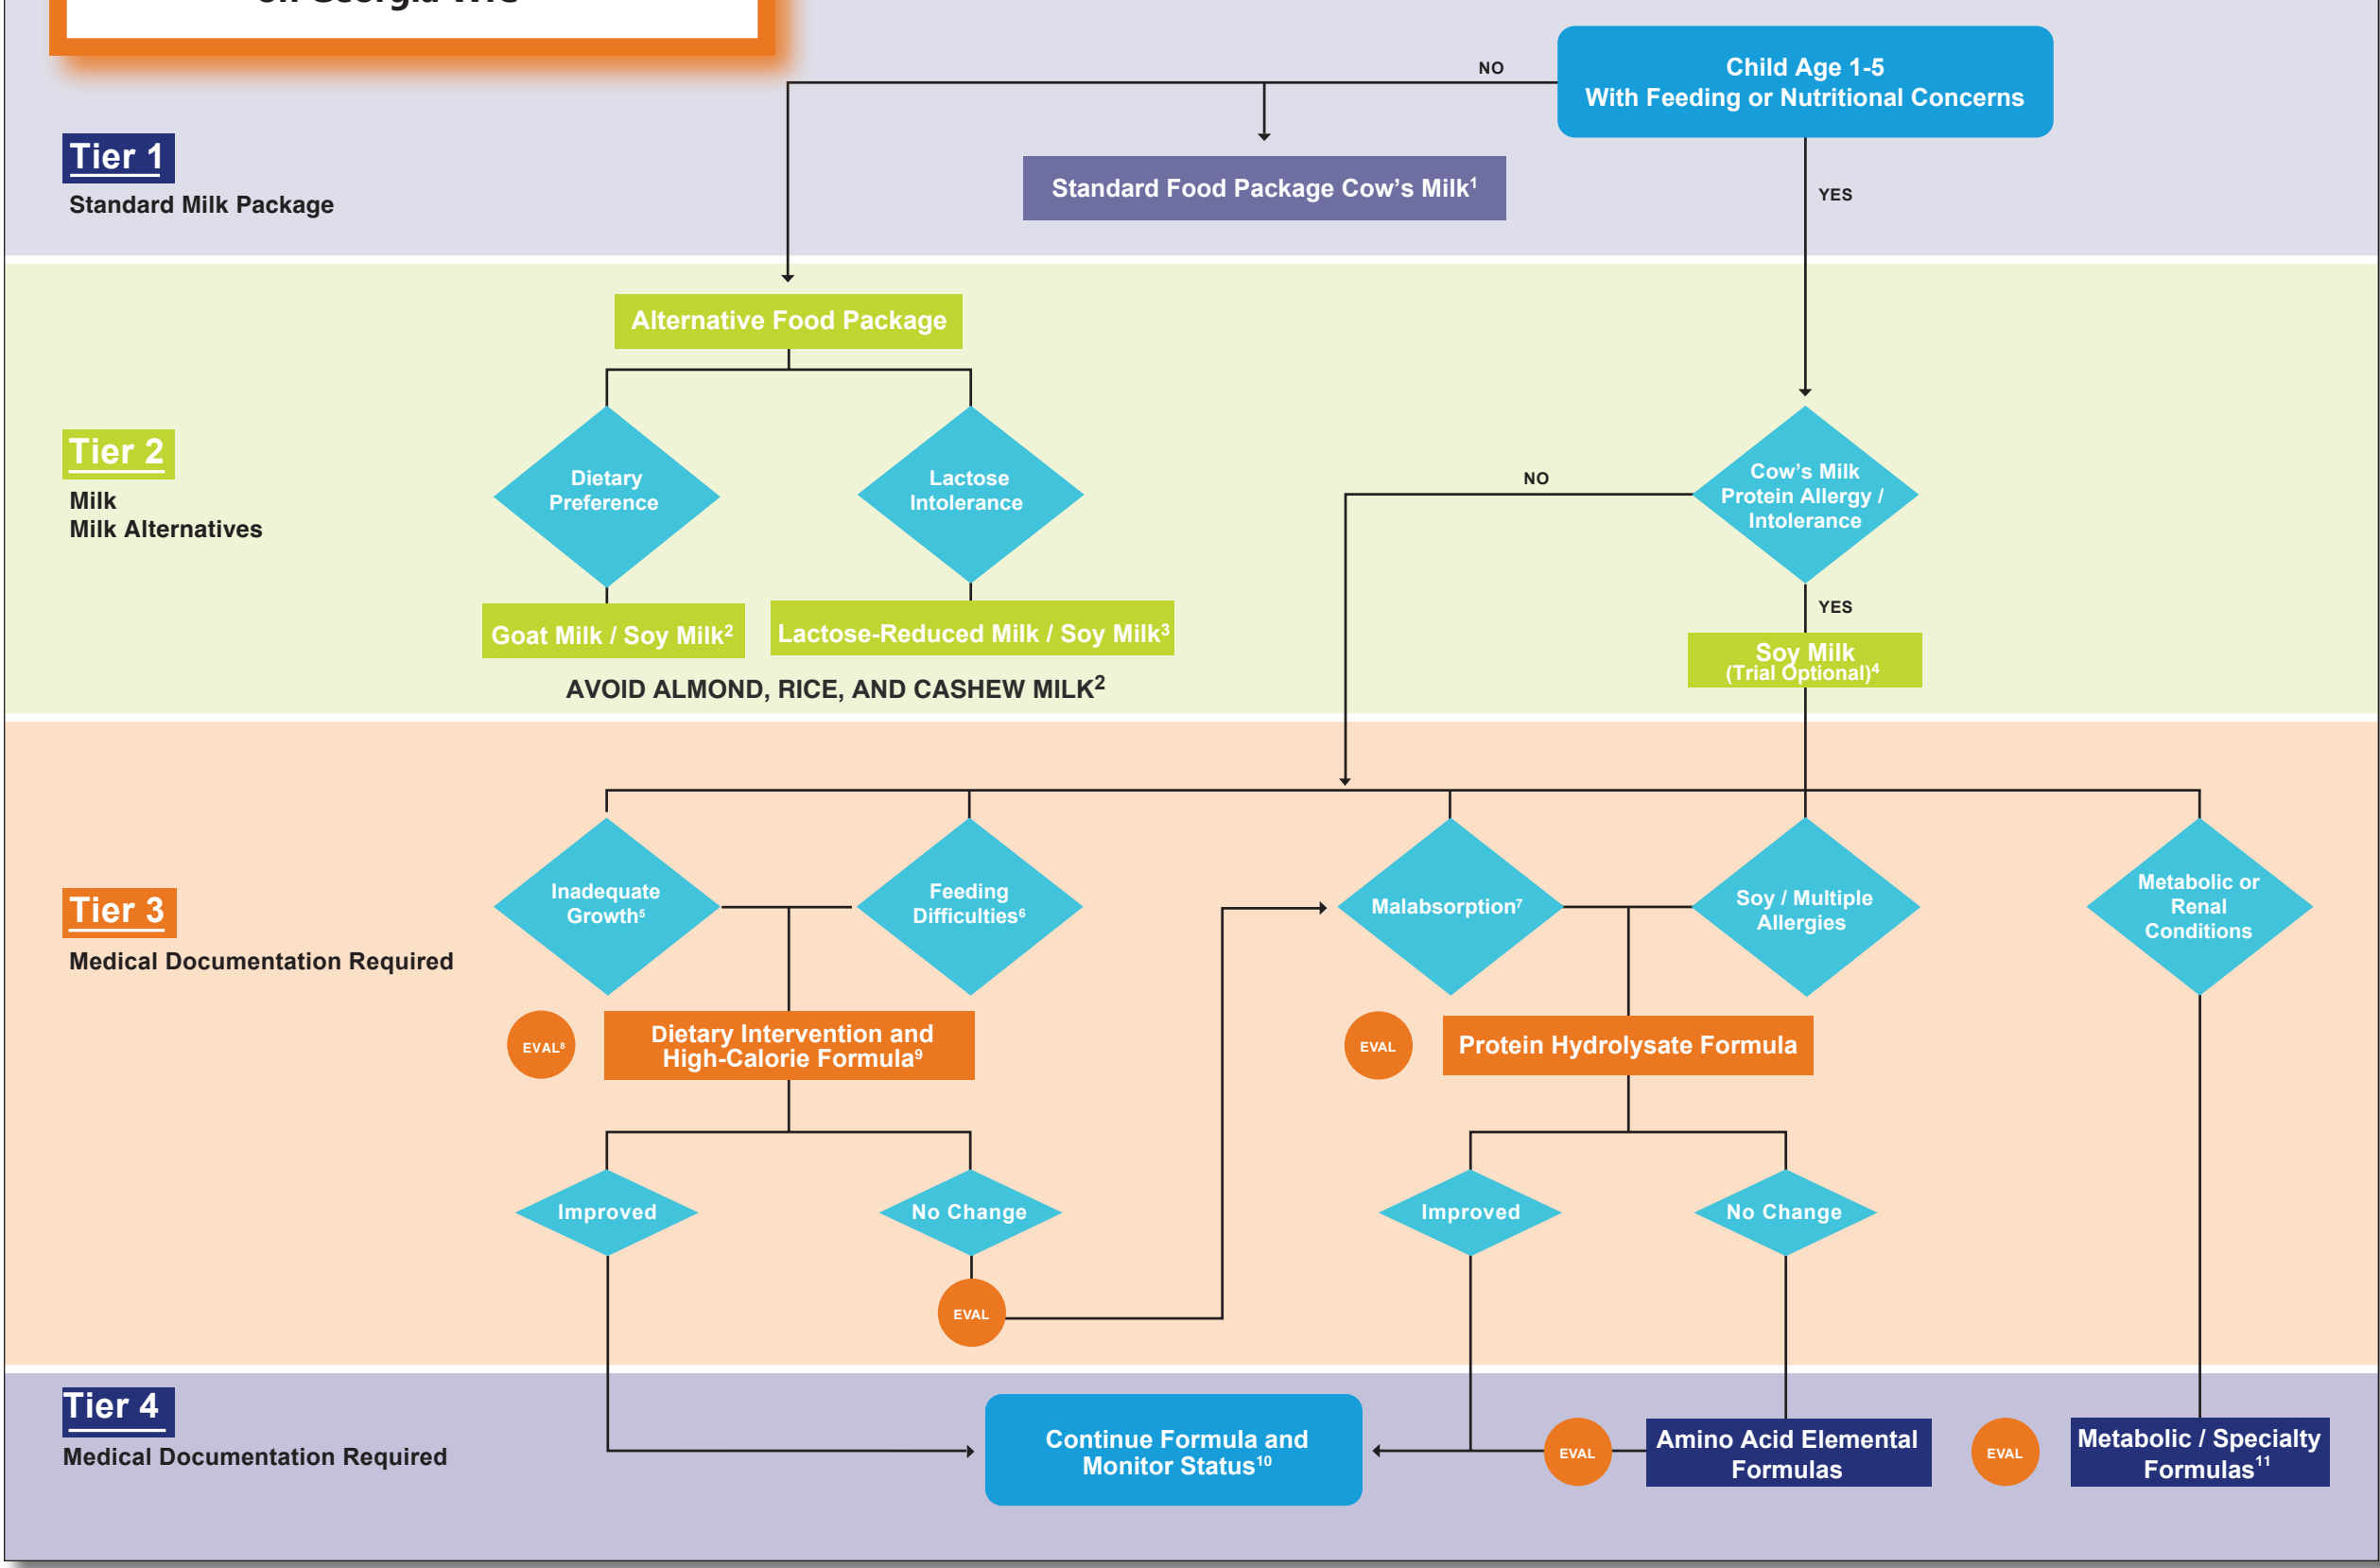 on Georgia WIC
Child Age 1-5
With Feeding or Nutritional Concerns
NO
YES
Tier 1
Standard Milk Package
Standard Food Package Cow's Milk¹
Alternative Food Package
Tier 2
Milk
Milk Alternatives
Dietary
Preference
Lactose
Intolerance
NO
Cow's Milk
Protein Allergy /
Intolerance
YES
Goat Milk / Soy Milk²
Lactose-Reduced Milk / Soy Milk³
Soy Milk
(Trial Optional)⁴
AVOID ALMOND, RICE, AND CASHEW MILK²
Tier 3
Medical Documentation Required
Inadequate
Growth⁵
Feeding
Difficulties⁶
Malabsorption⁷
Soy / Multiple
Allergies
Metabolic or
Renal
Conditions
EVAL⁸
Dietary Intervention and
High-Calorie Formula⁹
EVAL
Protein Hydrolysate Formula
Improved
No Change
Improved
No Change
EVAL
Tier 4
Medical Documentation Required
Continue Formula and
Monitor Status¹⁰
EVAL
Amino Acid Elemental
Formulas
EVAL
Metabolic / Specialty
Formulas¹¹